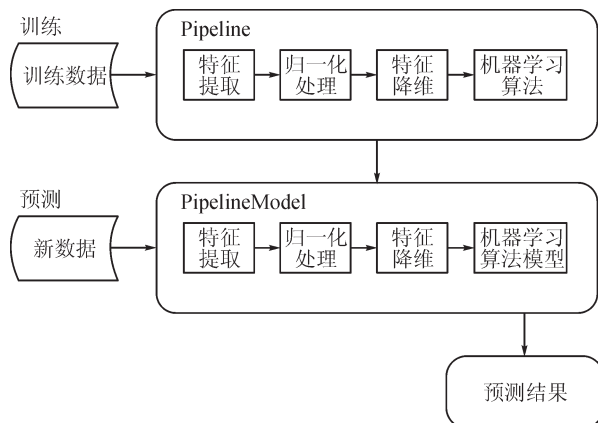 训练
训练数据
Pipeline
特征
提取
归一化
处理
特征
降维
机器学习
算法
预测
新数据
PipelineModel
特征
提取
归一化
处理
特征
降维
机器学习
算法模型
预测结果